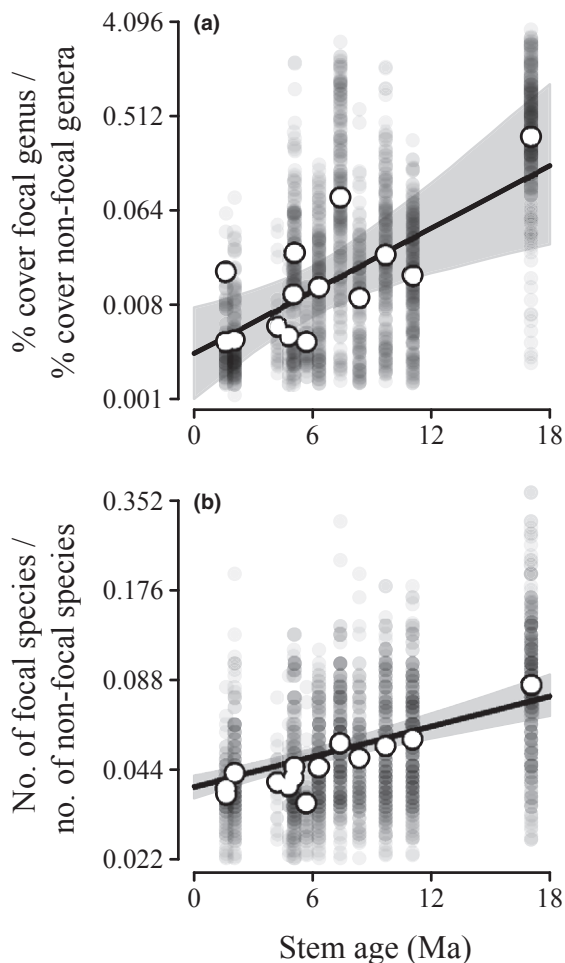 (a)
% cover focal genus /
% cover non-focal genera
4.096
0.512
0.064
0.008
0.001
0 6 12 18
(b)
No. of focal species /
no. of non-focal species
0.352
0.176
0.088
0.044
0.022
0 6 12 18
Stem age (Ma)